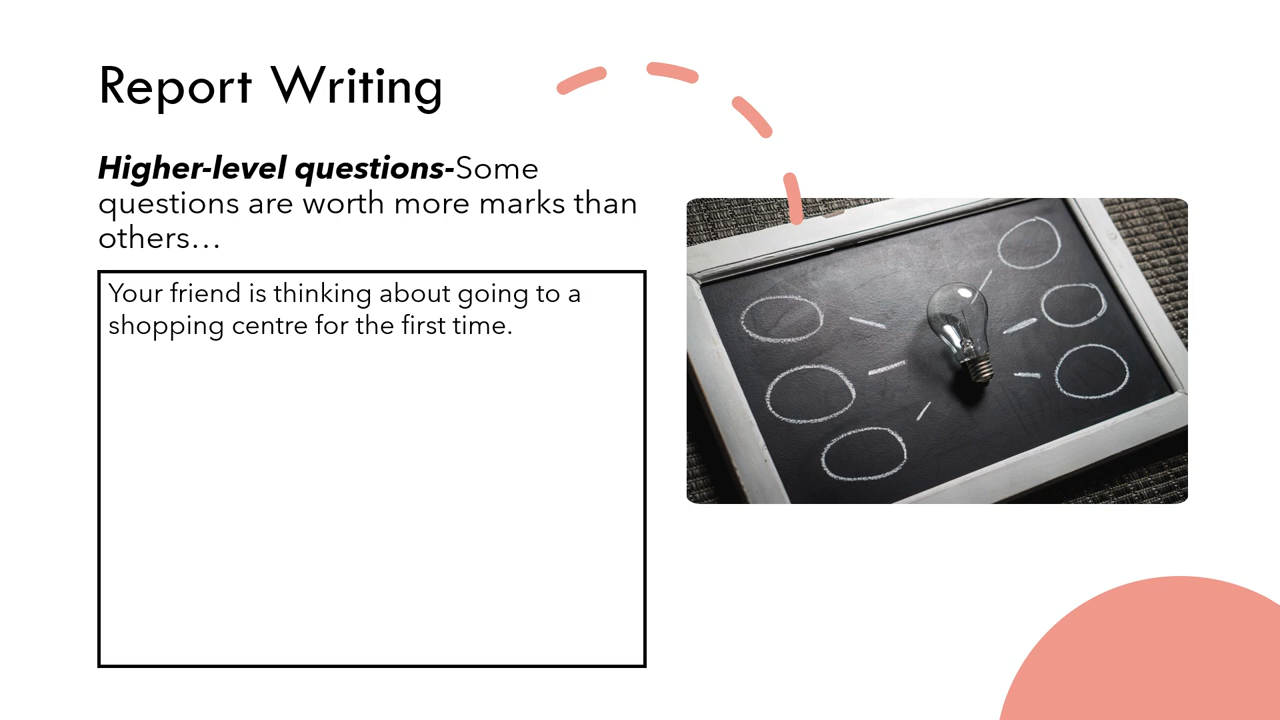 Report Writing
Higher-level questions-Some
questions are worth more marks than
others…
Your friend is thinking about going to a
shopping centre for the first time.